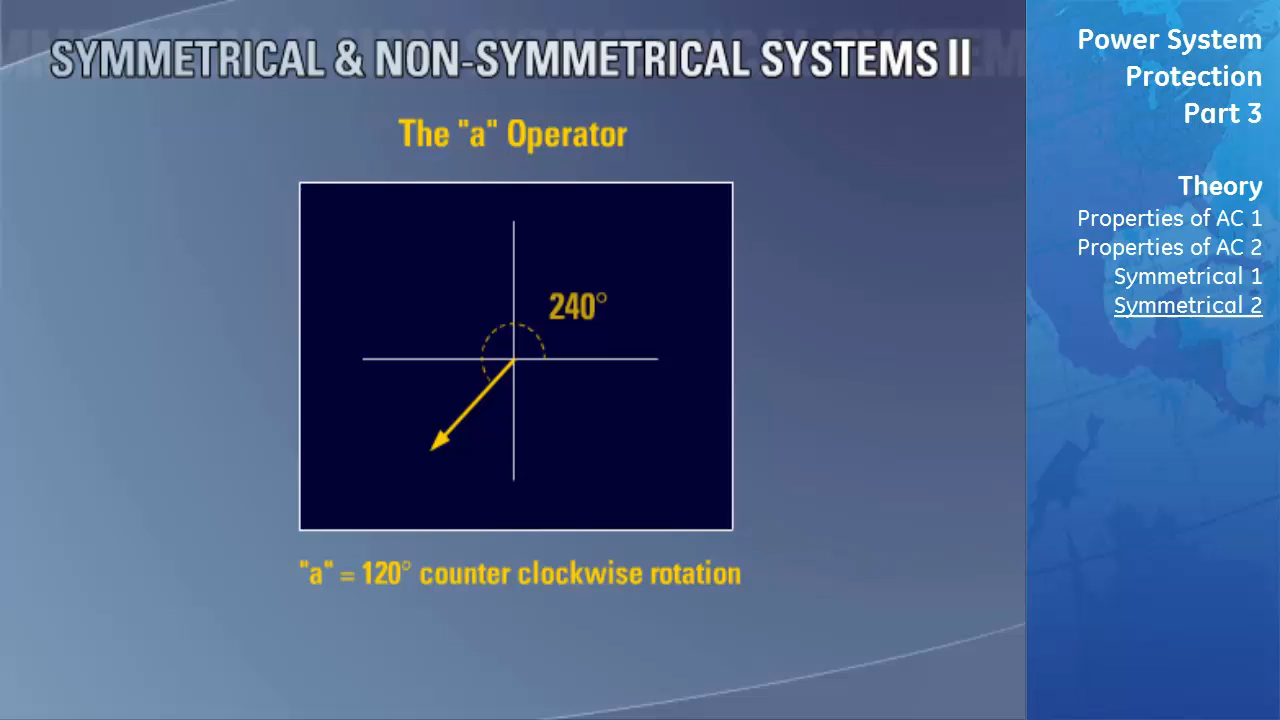 SYMMETRICAL & NON-SYMMETRICAL SYSTEMS II
The "a" Operator
240°
"a" = 120° counter clockwise rotation
Power System
Protection
Part 3
Theory
Properties of AC 1
Properties of AC 2
Symmetrical 1
Symmetrical 2